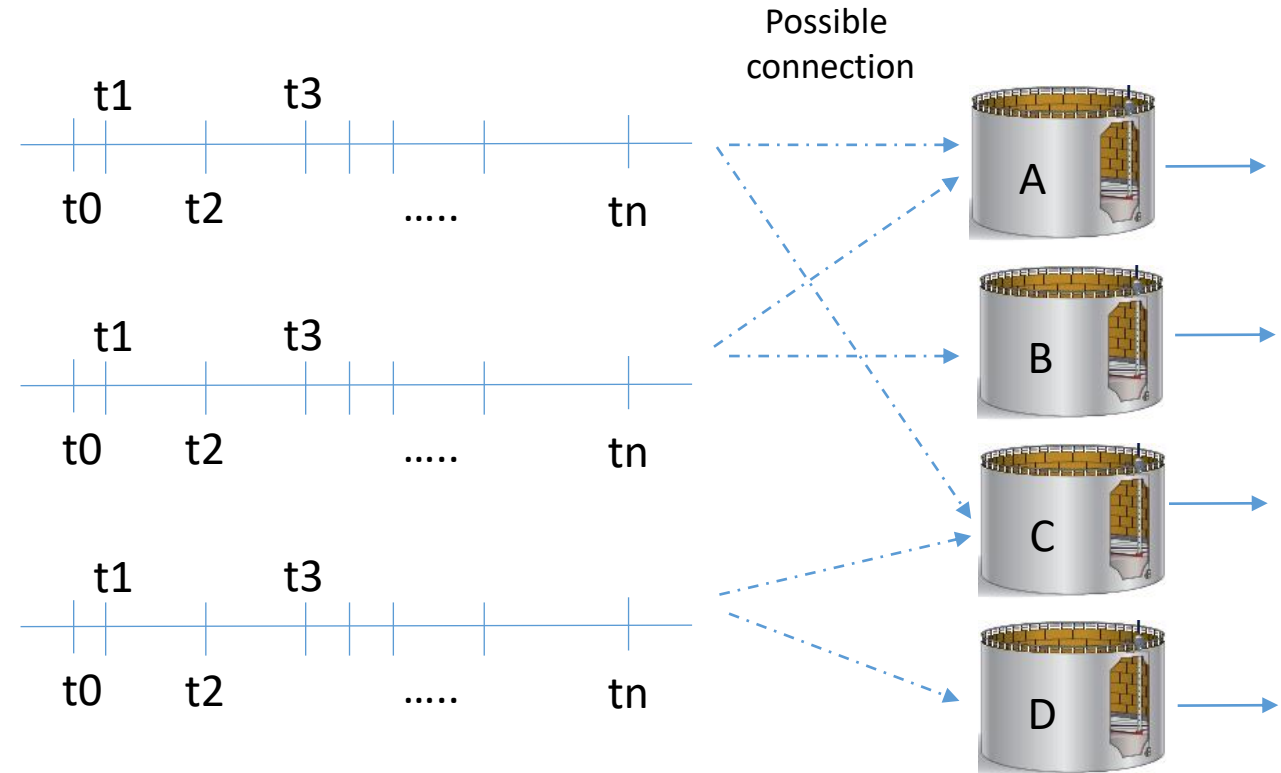 Possible
connection
t1 t3
t0 t2 ..... tn
A
t1 t3
t0 t2 ..... tn
B
t1 t3
t0 t2 ..... tn
C
D